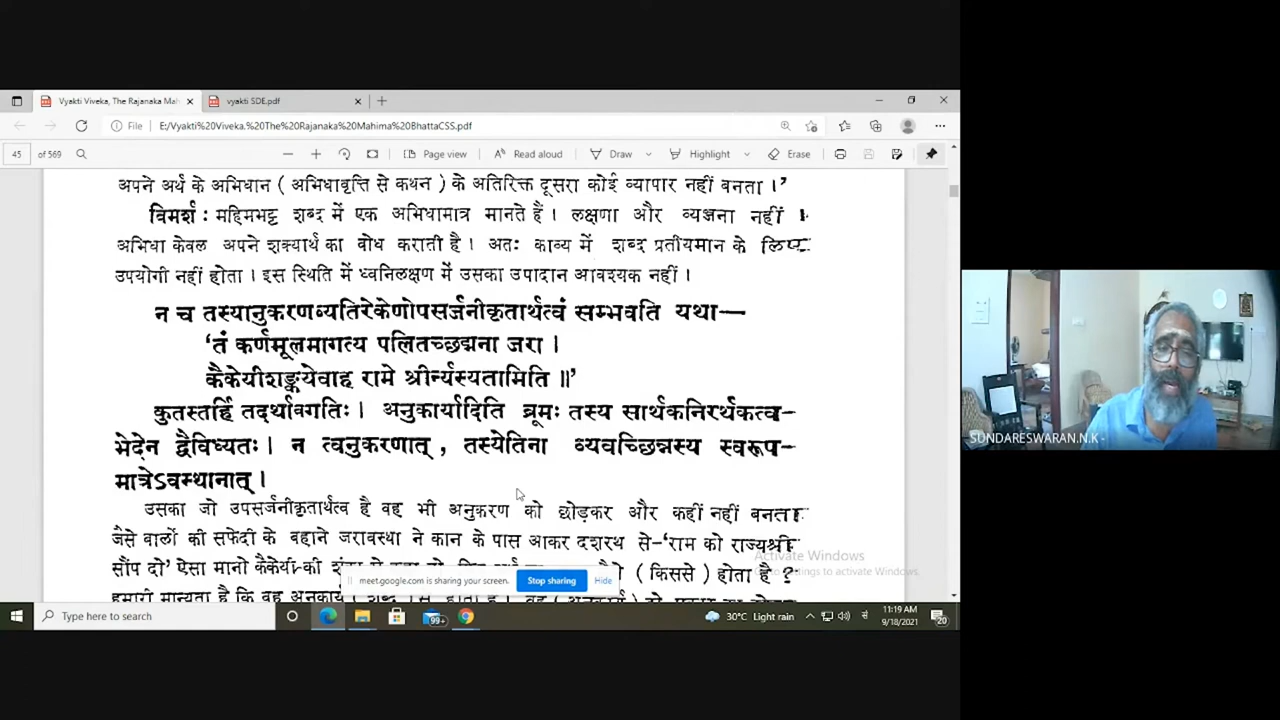 Vyakti Viveka, The Rajanaka Mah
vyakti SDE.pdf
File E:/Vyakti%20Viveka.%20The%20Rajanaka%20Mahima%20BhattaCSS.pdf
45 of 569 Page view Read aloud Draw Highlight Erase
अपने अर्थ के अभिधान ( अभिधावृत्ति से कथन ) के अतिरिक्त दूसरा कोई व्यापार नहीं बनता ।’
विमर्श : महिमभट्ट शब्द में एक अभिधामात्र मानते हैं । लक्षणा और व्यञ्जना नहीं ।
अभिधा केवल अपने शक्यार्थ का बोध कराती है । अतः काव्य में शब्द प्रतीयमान के लिए
उपयोगी नहीं होता । इस स्थिति में ध्वनिलक्षण में उसका उपादान आवश्यक नहीं ।
न च तस्यानुकरणव्यतिरेकेणोपसर्जनीकृतार्थत्वं सम्भवति यथा—
‘तं कर्णमूलमागत्य पलितच्छद्मना जरा ।
कैकेयीशङ्कयेवाह रामे श्रीर्न्यस्यतामिति ॥’
कुतस्तर्हि तदर्थावगतिः । अनुकार्यादिति ब्रूमः तस्य सार्थकनिरर्थकत्व-
भेदेन द्वैविध्यतः । न त्वनुकरणात् , तस्येतिना व्यवच्छिन्नस्य स्वरूप-
मात्रेऽवस्थानात् ।
उसका जो उपसर्जनीकृतार्थत्व है वह भी अनुकरण को छोड़कर और कहीं नहीं बनता
जैसे बालों की सफेदी के बहाने जरावस्था ने कान के पास आकर दशरथ से—‘राम को राज्यश्री
सौंप दो’ ऐसा मानो कैकेयी की ( किससे ) होता है ?
हमारी मान्यता है कि वह
meet.google.com is sharing your screen. Stop sharing Hide
Activate Windows
Go to Settings to activate Windows.
SUNDARESWARAN.N.K -
Type here to search
99+
30°C Light rain
11:19 AM
9/18/2021
20